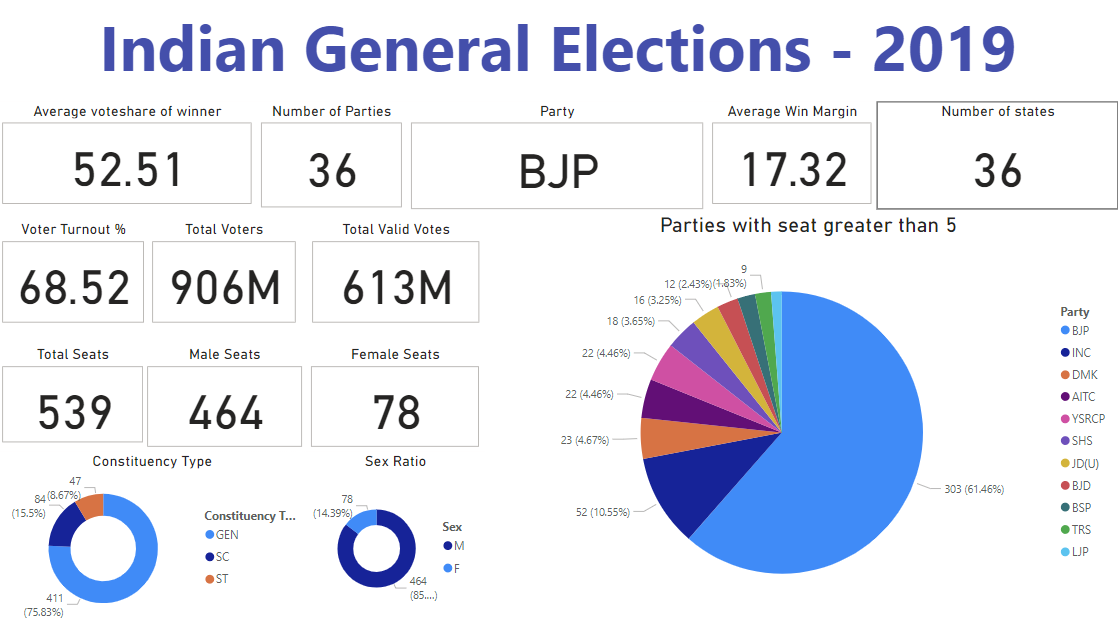 Indian General Elections - 2019
Average voteshare of winner
52.51
Number of Parties
36
Party
BJP
Average Win Margin
17.32
Number of states
36
Voter Turnout %
68.52
Total Voters
906M
Total Valid Votes
613M
Total Seats
539
Male Seats
464
Female Seats
78
Constituency Type
47
(8.67%)
84
(15.5%)
411
(75.83%)
Constituency T...
GEN
SC
ST
Sex Ratio
78
(14.39%)
464
(85....)
Sex
M
F
Parties with seat greater than 5
9
(1.83%)
12 (2.43%)
16 (3.25%)
18 (3.65%)
22 (4.46%)
22 (4.46%)
23 (4.67%)
52 (10.55%)
303 (61.46%)
Party
BJP
INC
DMK
AITC
YSRCP
SHS
JD(U)
BJD
BSP
TRS
LJP